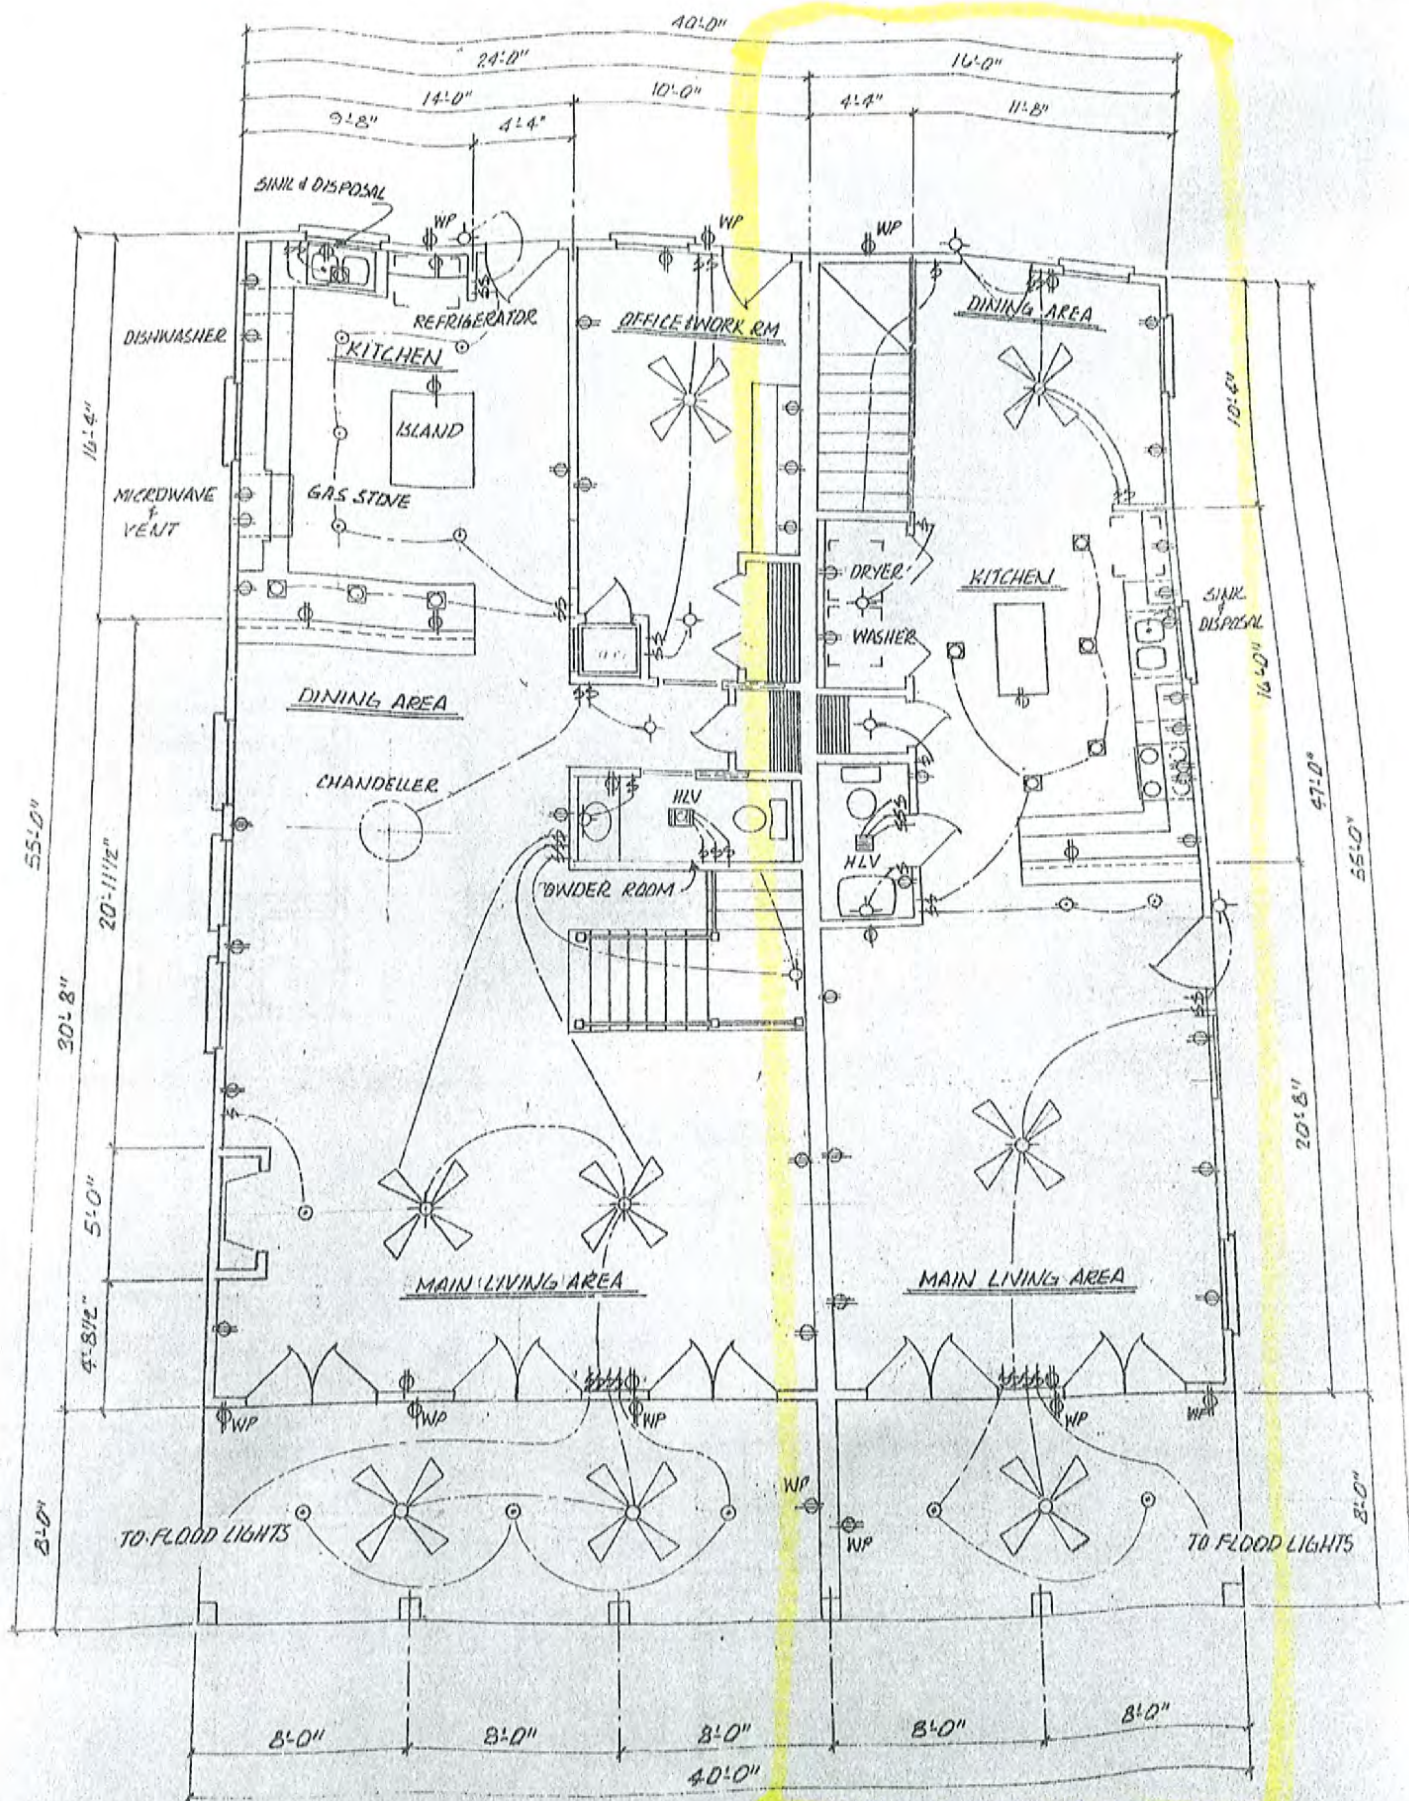 40'-0"
24'-0"
16'-0"
14'-0"
10'-0"
4'-4"
11'-8"
9'-8"
4'-4"
SINK & DISPOSAL
WP
WP
WP
DINING AREA
REFRIGERATOR
OFFICE & WORK RM
DISHWASHER
KITCHEN
10'-4"
16'-4"
ISLAND
MICROWAVE
&
VENT
GAS STOVE
DRYER
KITCHEN
SINK
&
DISPOSAL
WASHER
16'-0"
DINING AREA
CHANDELIER
HLV
47'-0"
55'-0"
55'-0"
20'-11 1/2"
HLV
POWDER ROOM
30'-8"
20'-8"
5'-0"
MAIN LIVING AREA
MAIN LIVING AREA
4'-8 1/2"
WP
WP
WP
WP
WP
WP
WP
8'-0"
8'-0"
TO FLOOD LIGHTS
TO FLOOD LIGHTS
8'-0"
8'-0"
8'-0"
8'-0"
8'-0"
40'-0"